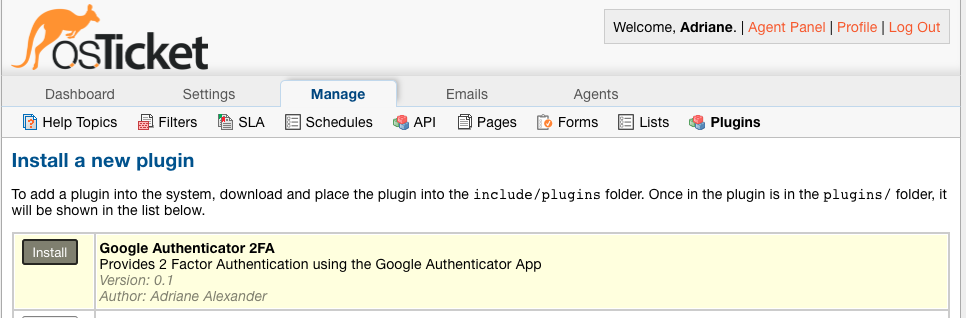 osTicket
Welcome, Adriane. | Agent Panel | Profile | Log Out
Dashboard Settings Manage Emails Agents
Help Topics Filters SLA Schedules API Pages Forms Lists Plugins
Install a new plugin
To add a plugin into the system, download and place the plugin into the include/plugins folder. Once in the plugin is in the plugins/ folder, it
will be shown in the list below.
Install
Google Authenticator 2FA
Provides 2 Factor Authentication using the Google Authenticator App
Version: 0.1
Author: Adriane Alexander